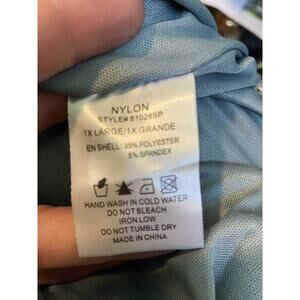 NYLON
STYLE# 81028SP
1X LARGE/1X GRANDE
EN SHELL: 95% POLYESTER
5% SPANDEX
HAND WASH IN COLD WATER
DO NOT BLEACH
IRON LOW
DO NOT TUMBLE DRY
MADE IN CHINA